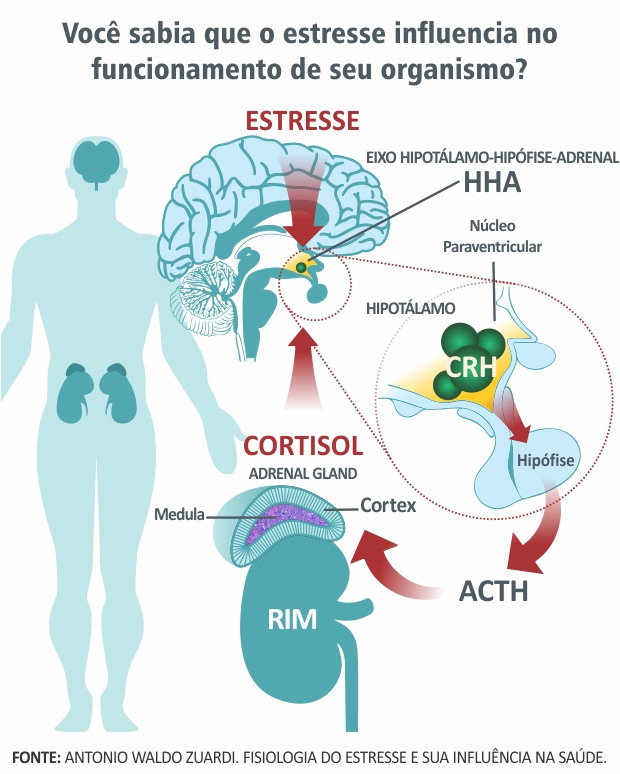 Você sabia que o estresse influencia no
funcionamento de seu organismo?
ESTRESSE
EIXO HIPOTÁLAMO-HIPÓFISE-ADRENAL
HHA
Núcleo
Paraventricular
HIPOTÁLAMO
CRH
Hipófise
CORTISOL
ADRENAL GLAND
Medula
Cortex
ACTH
RIM
FONTE: ANTONIO WALDO ZUARDI. FISIOLOGIA DO ESTRESSE E SUA INFLUÊNCIA NA SAÚDE.